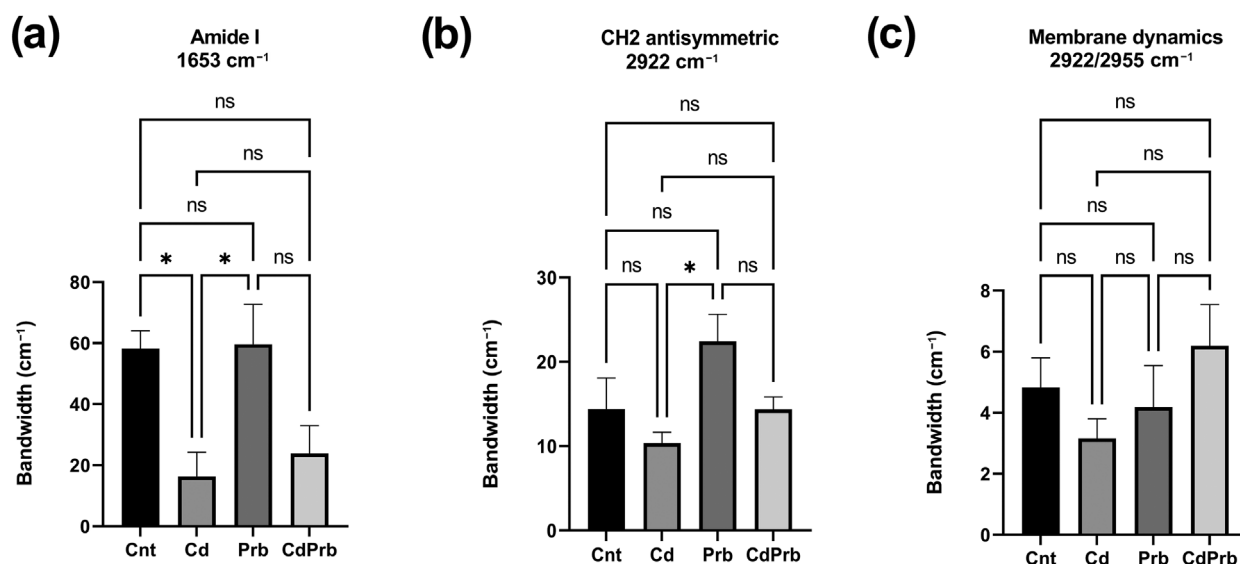 (a)
Amide I
1653 cm⁻¹
ns
ns
ns
* * ns
Bandwidth (cm⁻¹)
80
60
40
20
0
Cnt Cd Prb CdPrb
(b)
CH2 antisymmetric
2922 cm⁻¹
ns
ns
ns
ns * ns
Bandwidth (cm⁻¹)
30
20
10
0
Cnt Cd Prb CdPrb
(c)
Membrane dynamics
2922/2955 cm⁻¹
ns
ns
ns
ns ns ns
Bandwidth (cm⁻¹)
8
6
4
2
0
Cnt Cd Prb CdPrb